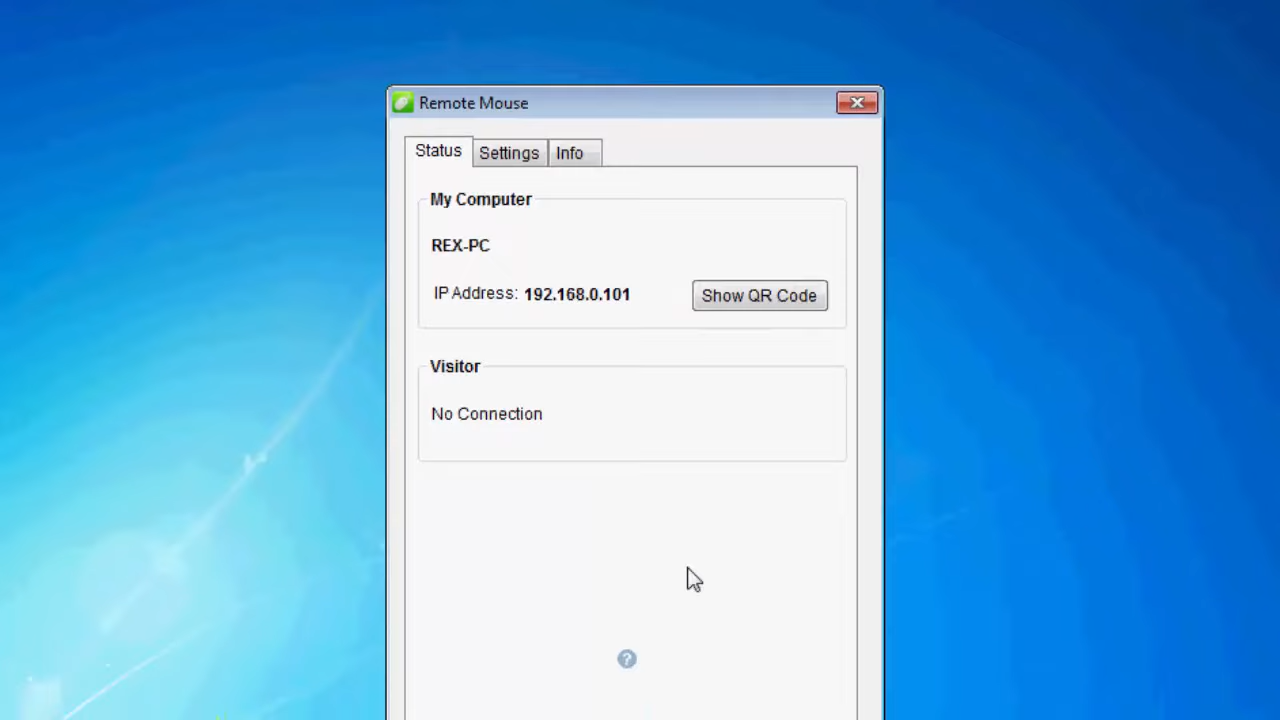 Remote Mouse
Status Settings Info
My Computer
REX-PC
IP Address: 192.168.0.101 Show QR Code
Visitor
No Connection
?